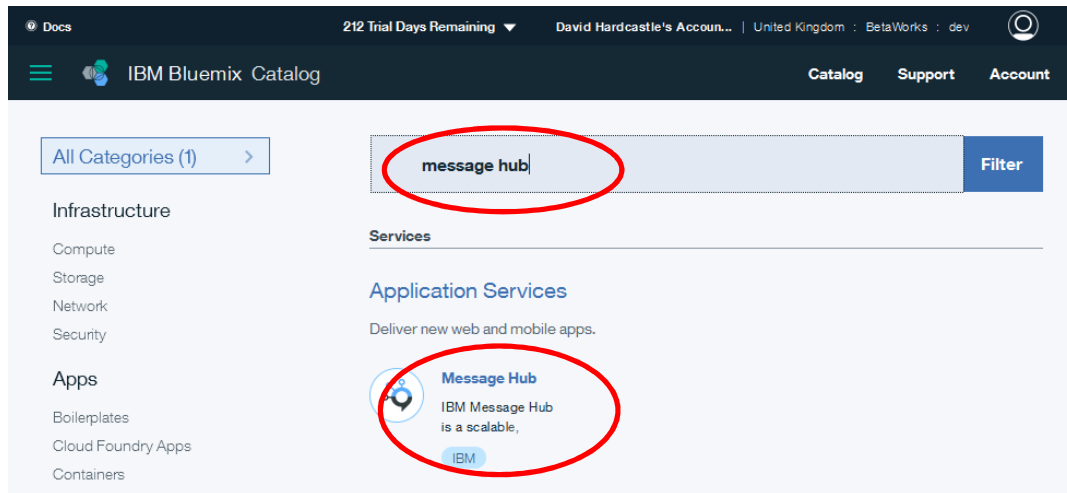 Docs
212 Trial Days Remaining
David Hardcastle's Accoun... | United Kingdom : BetaWorks : dev
IBM Bluemix Catalog
Catalog
Support
Account
All Categories (1)
message hub
Filter
Infrastructure
Compute
Storage
Network
Security
Apps
Boilerplates
Cloud Foundry Apps
Containers
Services
Application Services
Deliver new web and mobile apps.
Message Hub
IBM Message Hub
is a scalable,
IBM